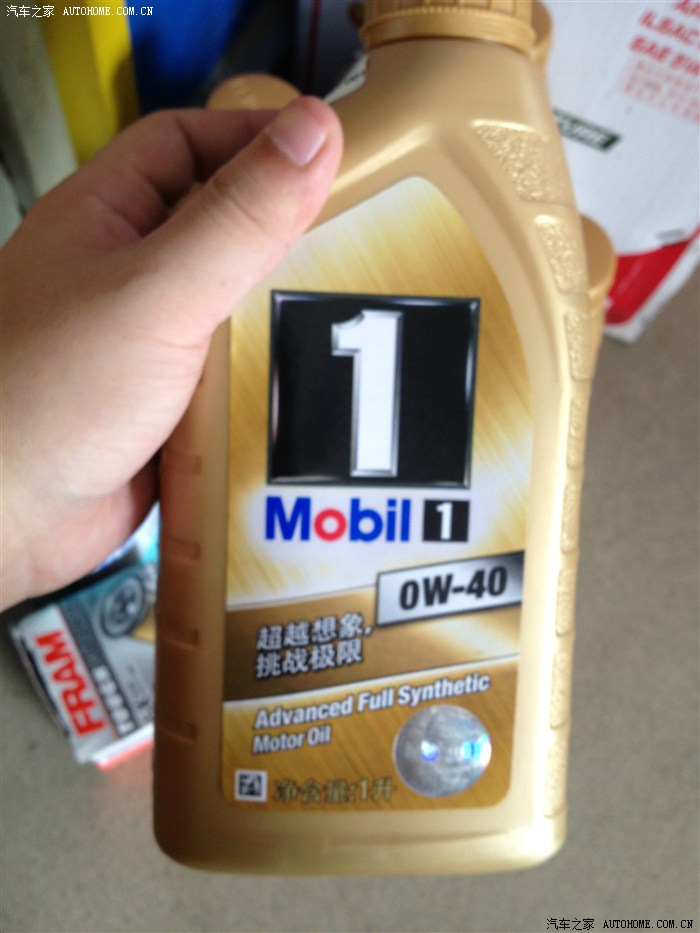 汽车之家 AUTOHOME.COM.CN
ILSAC
1
Mobil 1
0W-40
超越想象,
挑战极限
Advanced Full Synthetic
Motor Oil
净含量:1升
FRAM
汽车之家 AUTOHOME.COM.CN